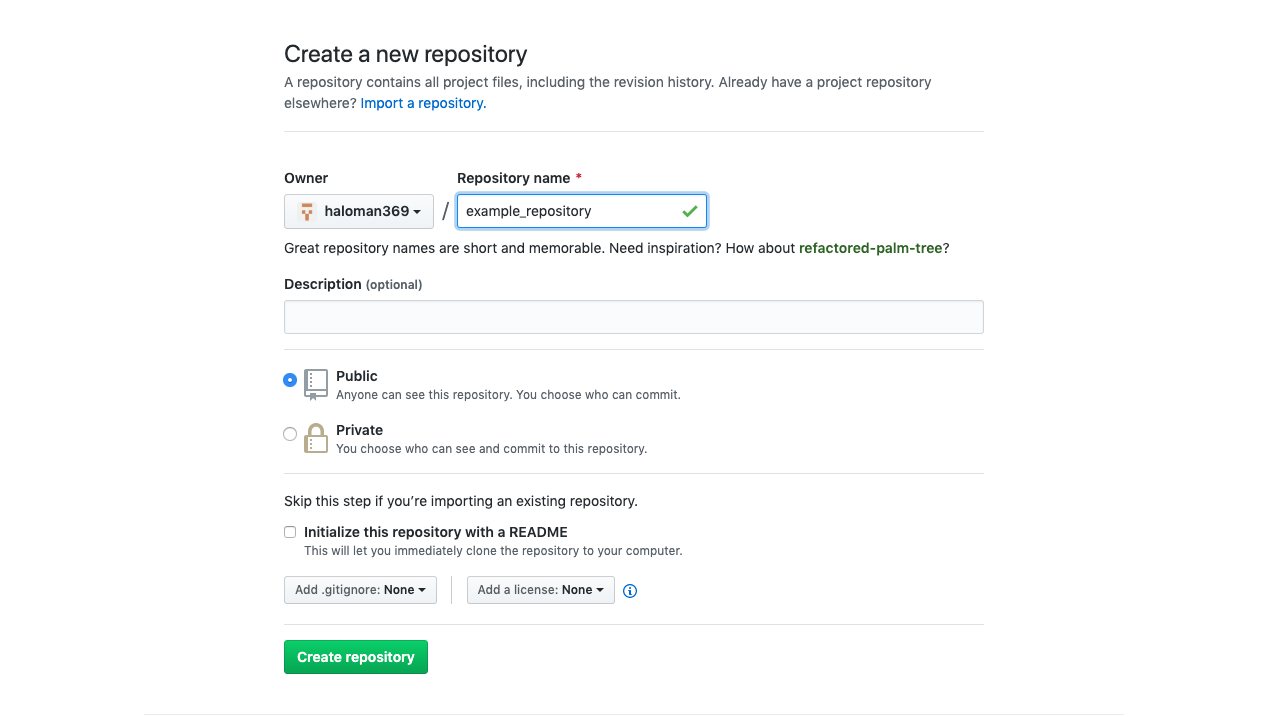 Create a new repository
A repository contains all project files, including the revision history. Already have a project repository
elsewhere? Import a repository.
Owner
Repository name *
haloman369
/
example_repository
Great repository names are short and memorable. Need inspiration? How about refactored-palm-tree?
Description (optional)
Public
Anyone can see this repository. You choose who can commit.
Private
You choose who can see and commit to this repository.
Skip this step if you’re importing an existing repository.
Initialize this repository with a README
This will let you immediately clone the repository to your computer.
Add .gitignore: None
Add a license: None
Create repository